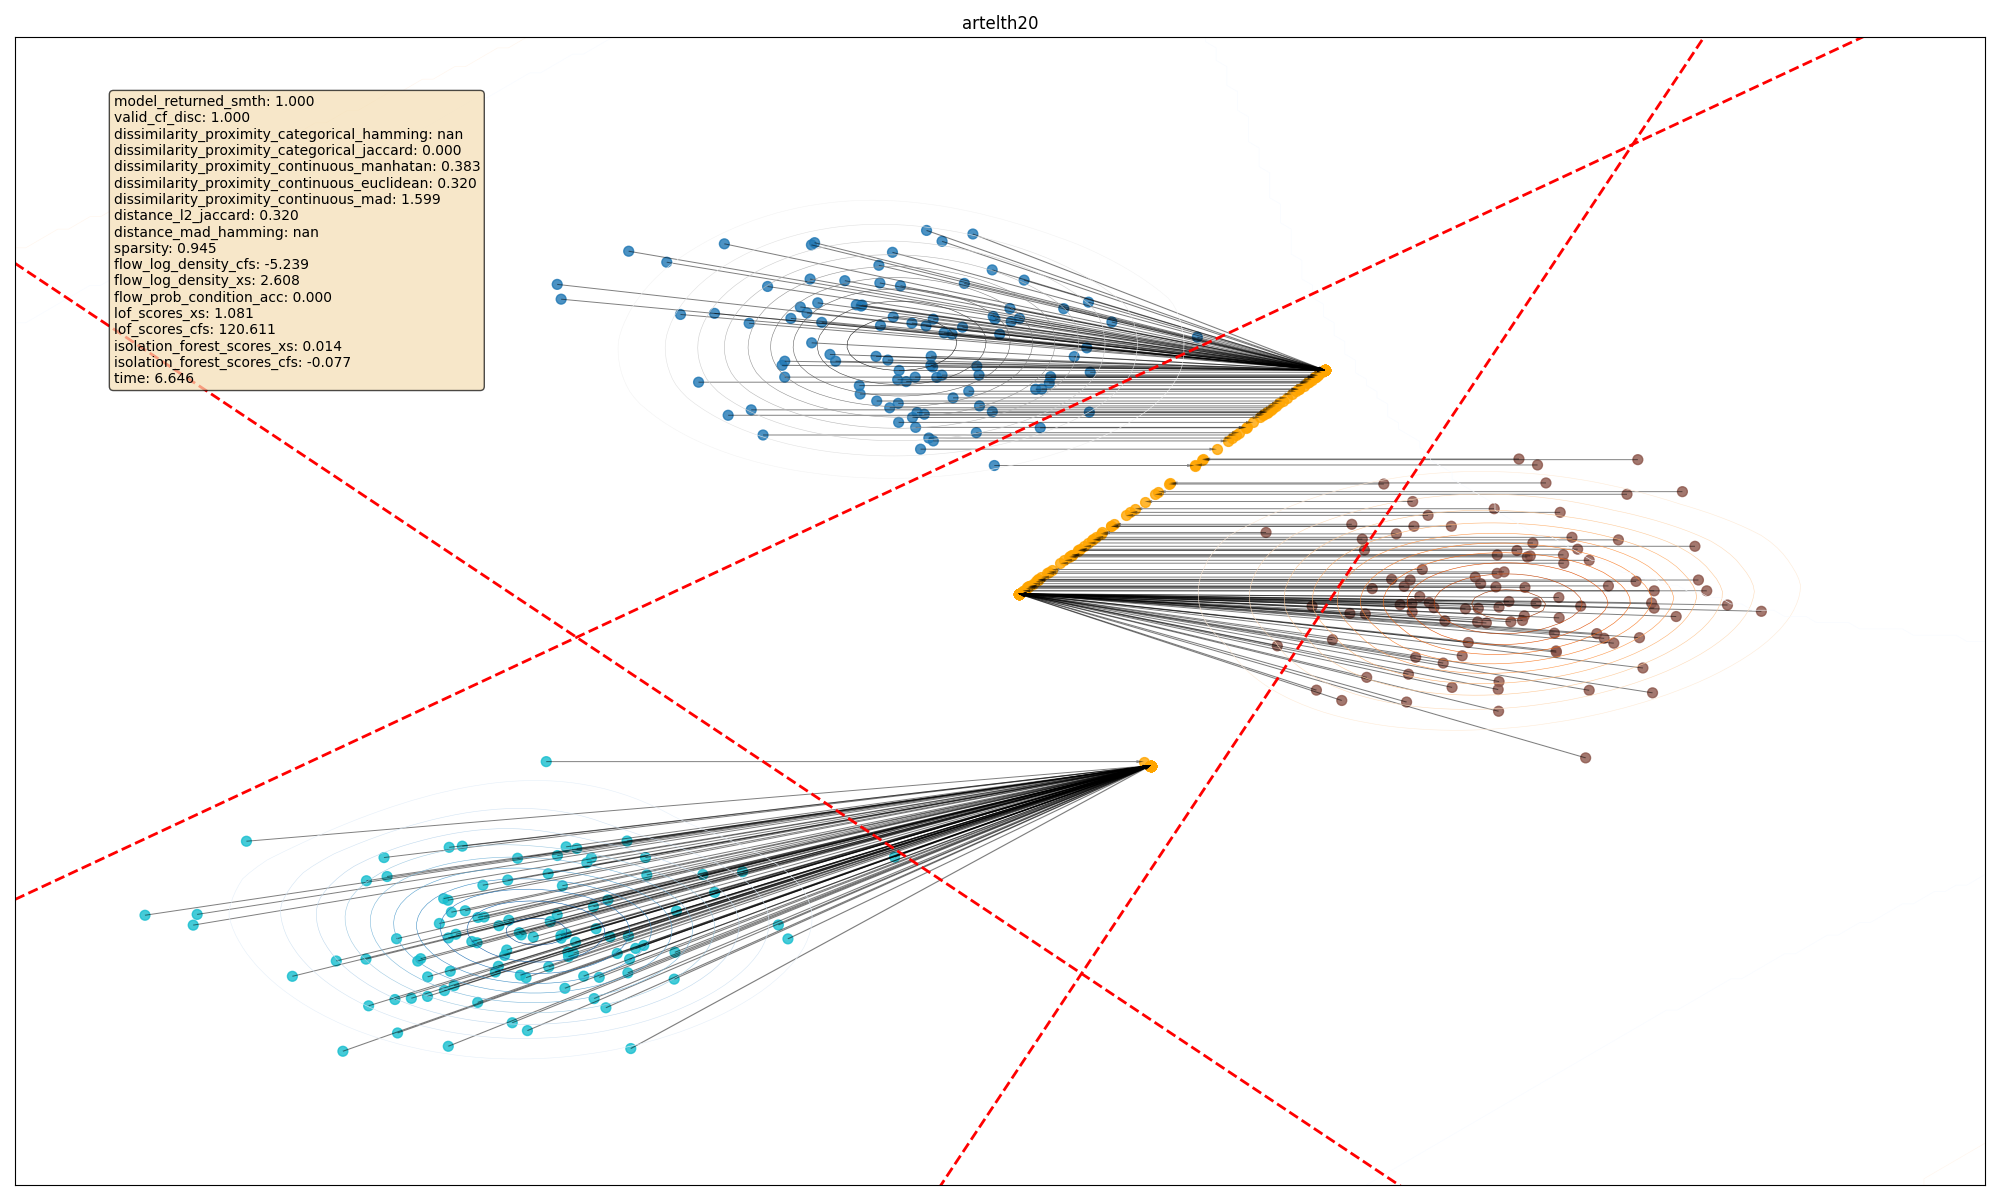 artelth20
model_returned_smth: 1.000
valid_cf_disc: 1.000
dissimilarity_proximity_categorical_hamming: nan
dissimilarity_proximity_categorical_jaccard: 0.000
dissimilarity_proximity_continuous_manhatan: 0.383
dissimilarity_proximity_continuous_euclidean: 0.320
dissimilarity_proximity_continuous_mad: 1.599
distance_l2_jaccard: 0.320
distance_mad_hamming: nan
sparsity: 0.945
flow_log_density_cfs: -5.239
flow_log_density_xs: 2.608
flow_prob_condition_acc: 0.000
lof_scores_xs: 1.081
lof_scores_cfs: 120.611
isolation_forest_scores_xs: 0.014
isolation_forest_scores_cfs: -0.077
time: 6.646